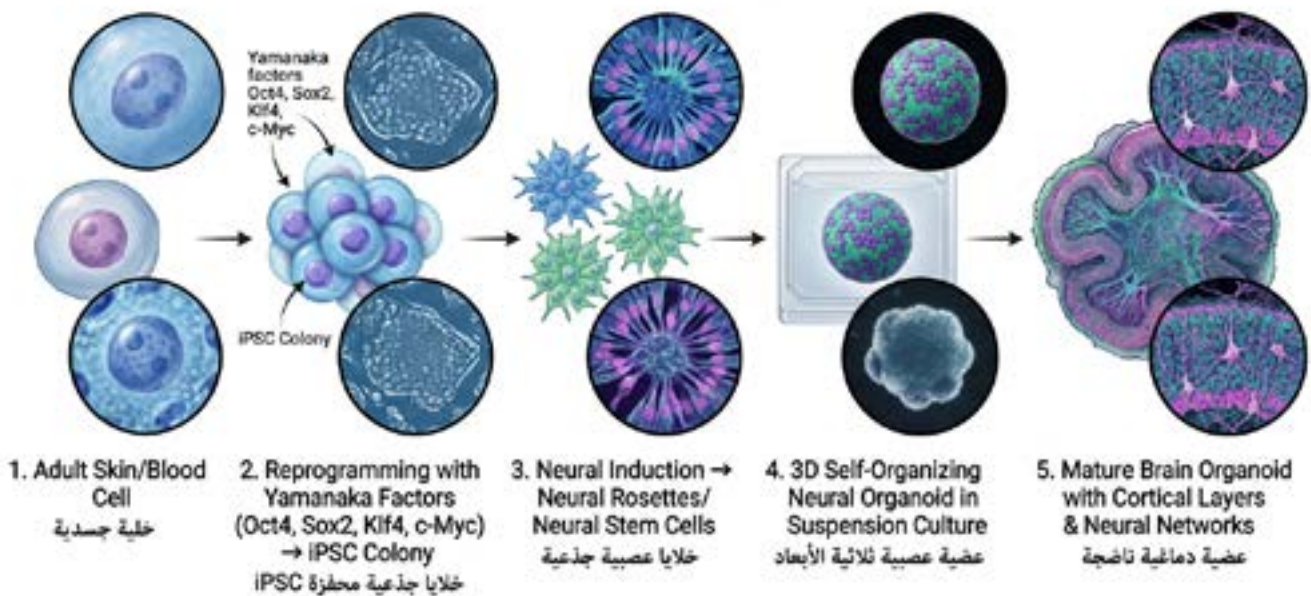 Yamanaka
factors
Oct4, Sox2,
Klf4,
c-Myc
iPSC Colony
1. Adult Skin/Blood
Cell
خلية جسدية
2. Reprogramming with
Yamanaka Factors
(Oct4, Sox2, Klf4, c-Myc)
→ iPSC Colony
خلايا جذعية محفزة iPSC
3. Neural Induction →
Neural Rosettes/
Neural Stem Cells
خلايا عصبية جذعية
4. 3D Self-Organizing
Neural Organoid in
Suspension Culture
عضية عصبية ثلاثية الأبعاد
5. Mature Brain Organoid
with Cortical Layers
& Neural Networks
عضية دماغية ناضجة